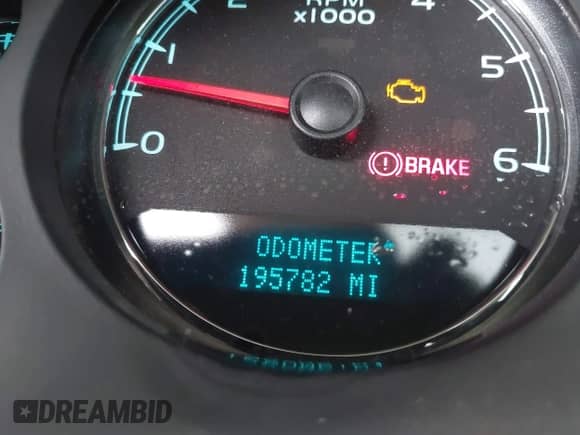 2 RPM 4
x1000
1 5
0 6
BRAKE
ODOMETER*
195782 MI
DREAMBID